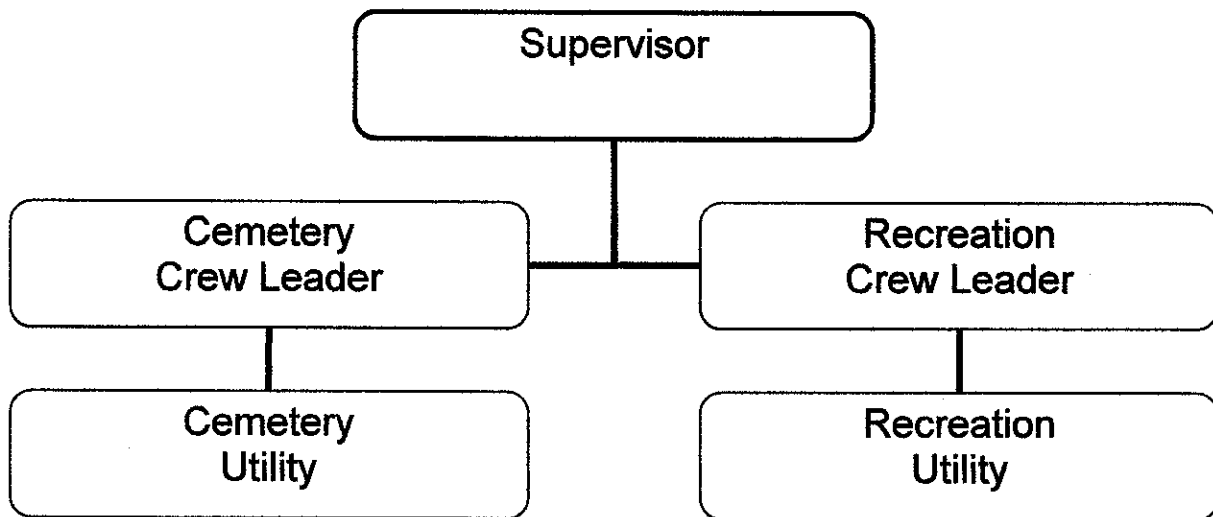 Supervisor
Cemetery
Crew Leader
Recreation
Crew Leader
Cemetery
Utility
Recreation
Utility